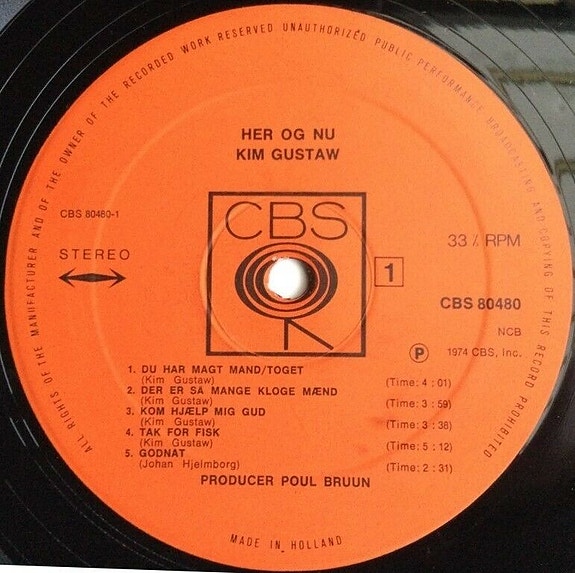 ALL RIGHTS OF THE MANUFACTURER AND OF THE OWNER OF THE RECORDED WORK RESERVED. UNAUTHORIZED PUBLIC PERFORMANCE BROADCASTING AND COPYING OF THIS RECORD PROHIBITED
HER OG NU
KIM GUSTAW
CBS 80480-1
CBS
STEREO
33⅓ RPM
1
CBS 80480
NCB
Ⓟ 1974 CBS, Inc.
1. DU HAR MAGT MAND/TOGET
(Kim Gustaw) (Time: 4 : 01)
2. DER ER SÅ MANGE KLOGE MÆND
(Kim Gustaw) (Time: 3 : 59)
3. KOM HJÆLP MIG GUD
(Kim Gustaw) (Time: 3 : 38)
4. TAK FOR FISK
(Kim Gustaw) (Time: 5 : 12)
5. GODNAT
(Johan Hjelmborg) (Time: 2 : 31)
PRODUCER POUL BRUUN
MADE IN HOLLAND